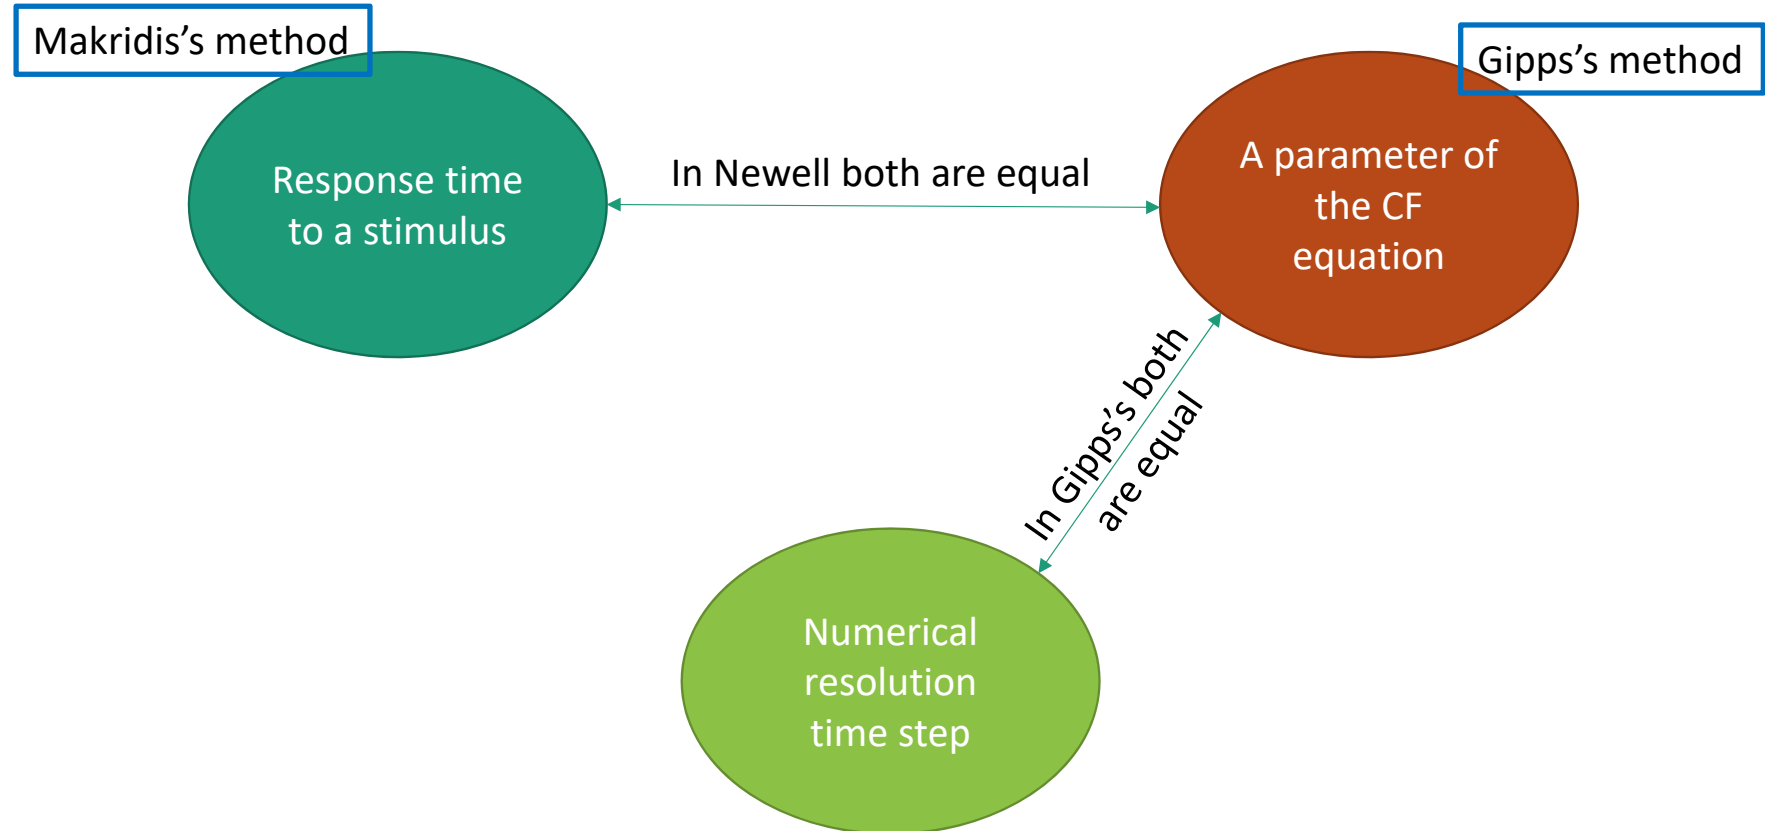 Makridis’s method
Gipps’s method
Response time
to a stimulus
In Newell both are equal
A parameter of
the CF
equation
In Gipps’s both
are equal
Numerical
resolution
time step